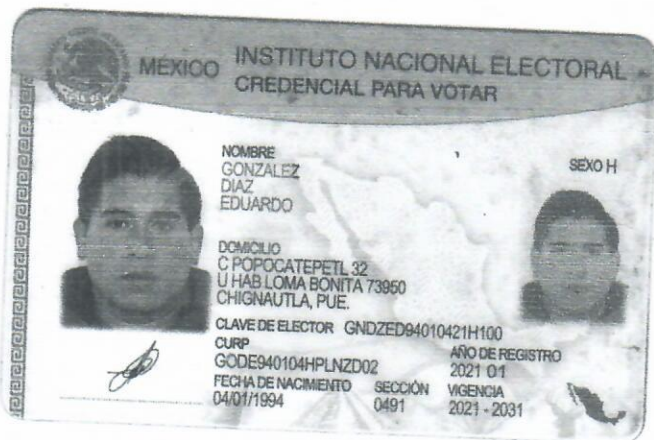 MÉXICO INSTITUTO NACIONAL ELECTORAL
CREDENCIAL PARA VOTAR
NOMBRE
GONZALEZ
DIAZ
EDUARDO
SEXO H
DOMICILIO
C POPOCATEPETL 32
U HAB LOMA BONITA 73950
CHIGNAUTLA, PUE.
CLAVE DE ELECTOR GNDZED94010421H100
CURP
GODE940104HPLNZD02
AÑO DE REGISTRO
2021 01
FECHA DE NACIMIENTO
04/01/1994
SECCIÓN
0491
VIGENCIA
2021 - 2031